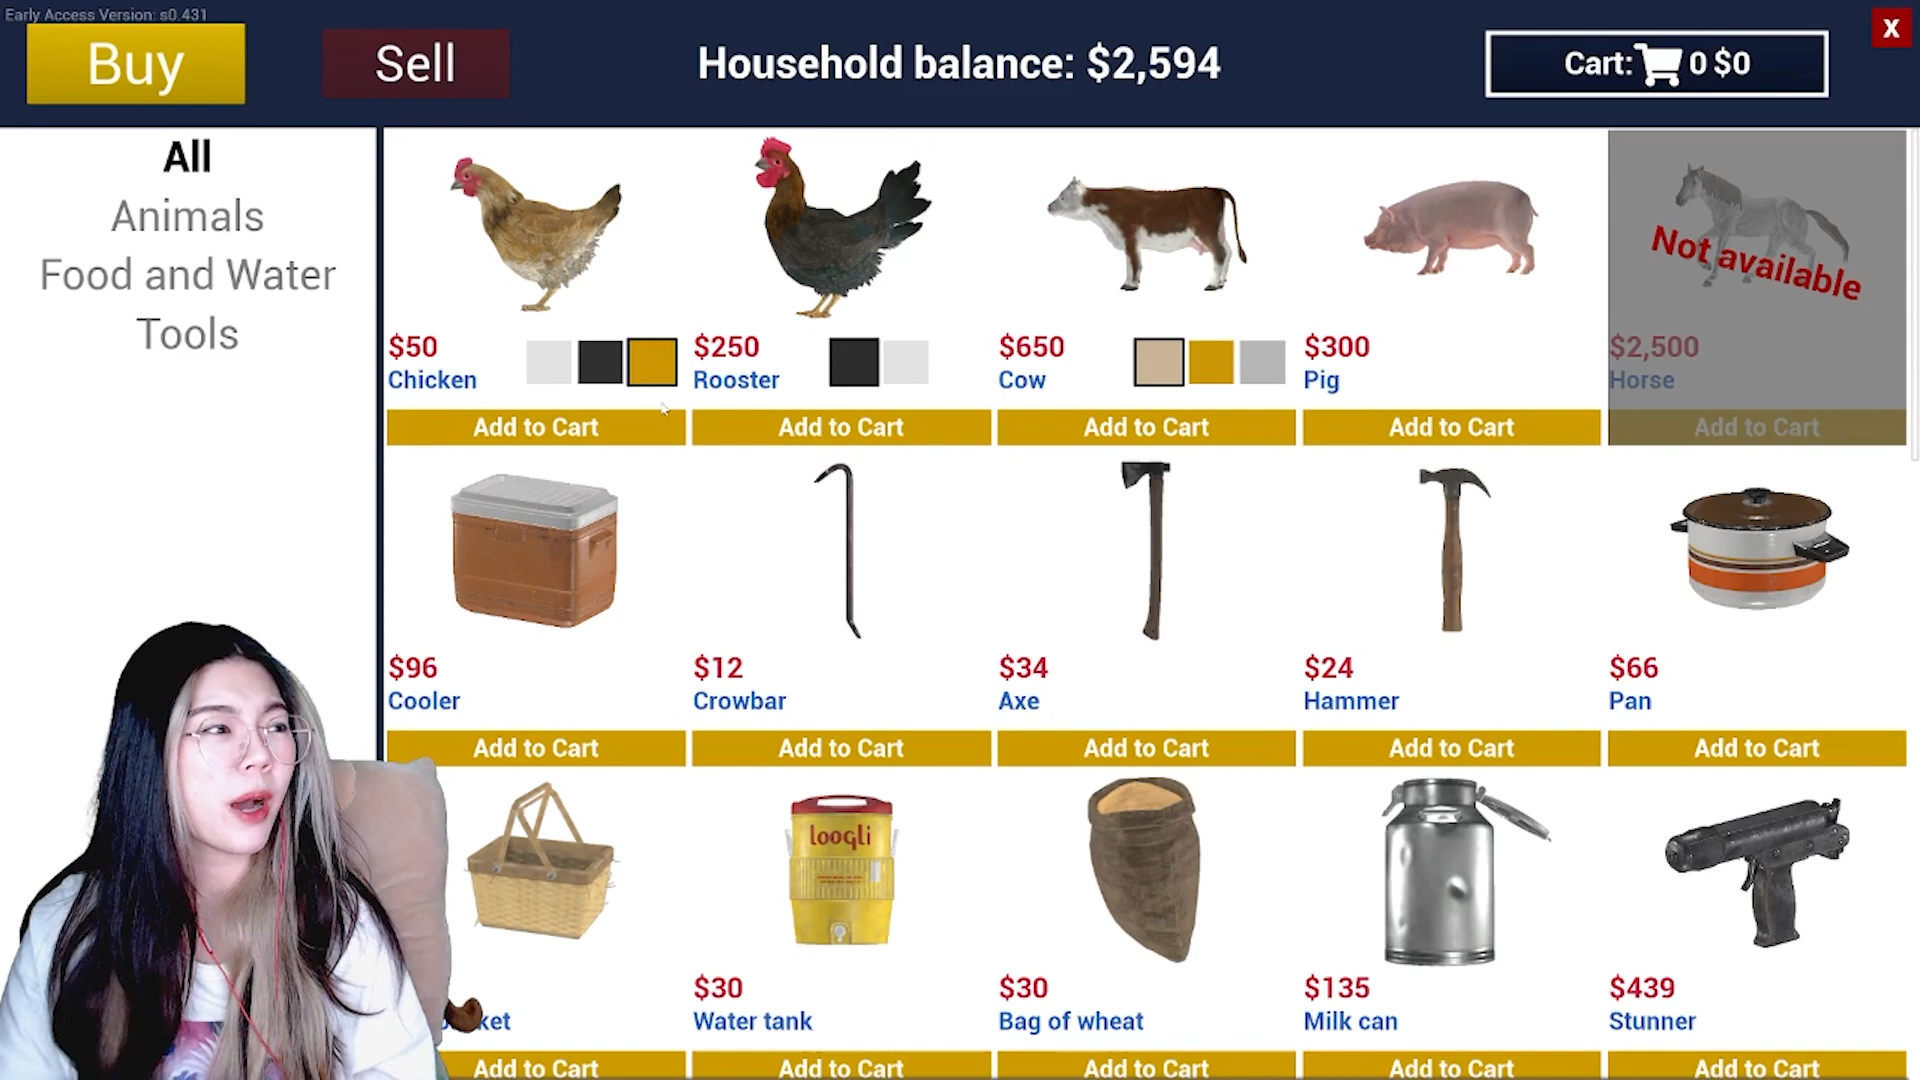 Early Access Version: s0.431
Buy
Sell
Household balance: $2,594
Cart: 0 $0
X
All
Animals
Food and Water
Tools
$50
Chicken
Add to Cart
$250
Rooster
Add to Cart
$650
Cow
Add to Cart
$300
Pig
Add to Cart
Not available
$2,500
Horse
Add to Cart
$96
Cooler
Add to Cart
$12
Crowbar
Add to Cart
$34
Axe
Add to Cart
$24
Hammer
Add to Cart
$66
Pan
Add to Cart
ket
Add to Cart
looqli
$30
Water tank
Add to Cart
$30
Bag of wheat
Add to Cart
$135
Milk can
Add to Cart
$439
Stunner
Add to Cart